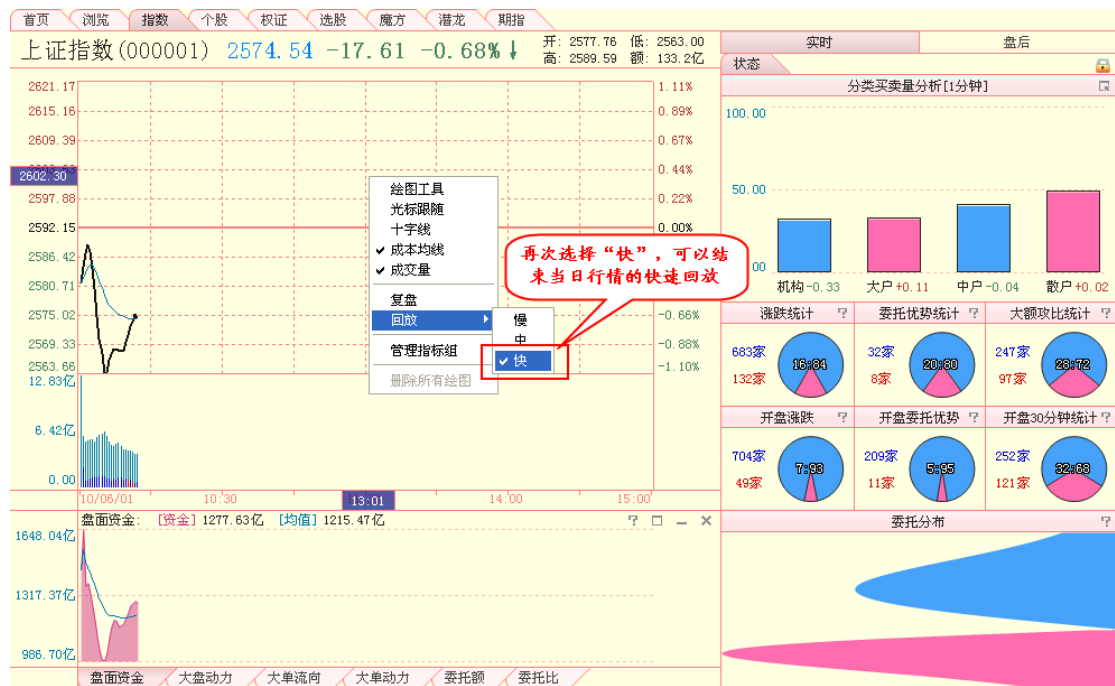 首页 浏览 指数 个股 权证 选股 魔方 潜龙 期指
上证指数(000001) 2574.54 -17.61 -0.68%↓ 开: 2577.76 低: 2563.00
高: 2589.59 额: 133.2亿
实时 盘后
状态
分类买卖量分析[1分钟]
100.00
50.00
机构-0.33 大户+0.11 中户-0.04 散户+0.02
涨跌统计 ? 委托优势统计 ? 大额攻比统计 ?
683家 16:84 32家 20:80 247家 28:72
132家 8家 97家
开盘涨跌 ? 开盘委托优势 ? 开盘30分钟统计 ?
704家 7:93 209家 5:95 252家 32:68
49家 11家 121家
委托分布 ?
2621.17 1.11%
2615.16 0.89%
2609.39 0.67%
0.44%
2602.30
2597.88 0.22%
2592.15 0.00%
2586.42
2580.71
2575.02 -0.66%
2569.33 -0.88%
2563.66 -1.10%
绘图工具
光标跟随
十字线
✓ 成本均线
✓ 成交量
复盘
回放
管理指标组
删除所有绘图
慢
中
✓ 快
再次选择“快”，可以结
束当日行情的快速回放
12.83亿
6.42亿
0.00
10/06/01 10:30 13:01 14:00 15:00
盘面资金: [资金] 1277.63亿 [均值] 1215.47亿 ?
1648.04亿
1317.37亿
986.70亿
盘面资金 大盘动力 大单流向 大单动力 委托额 委托比